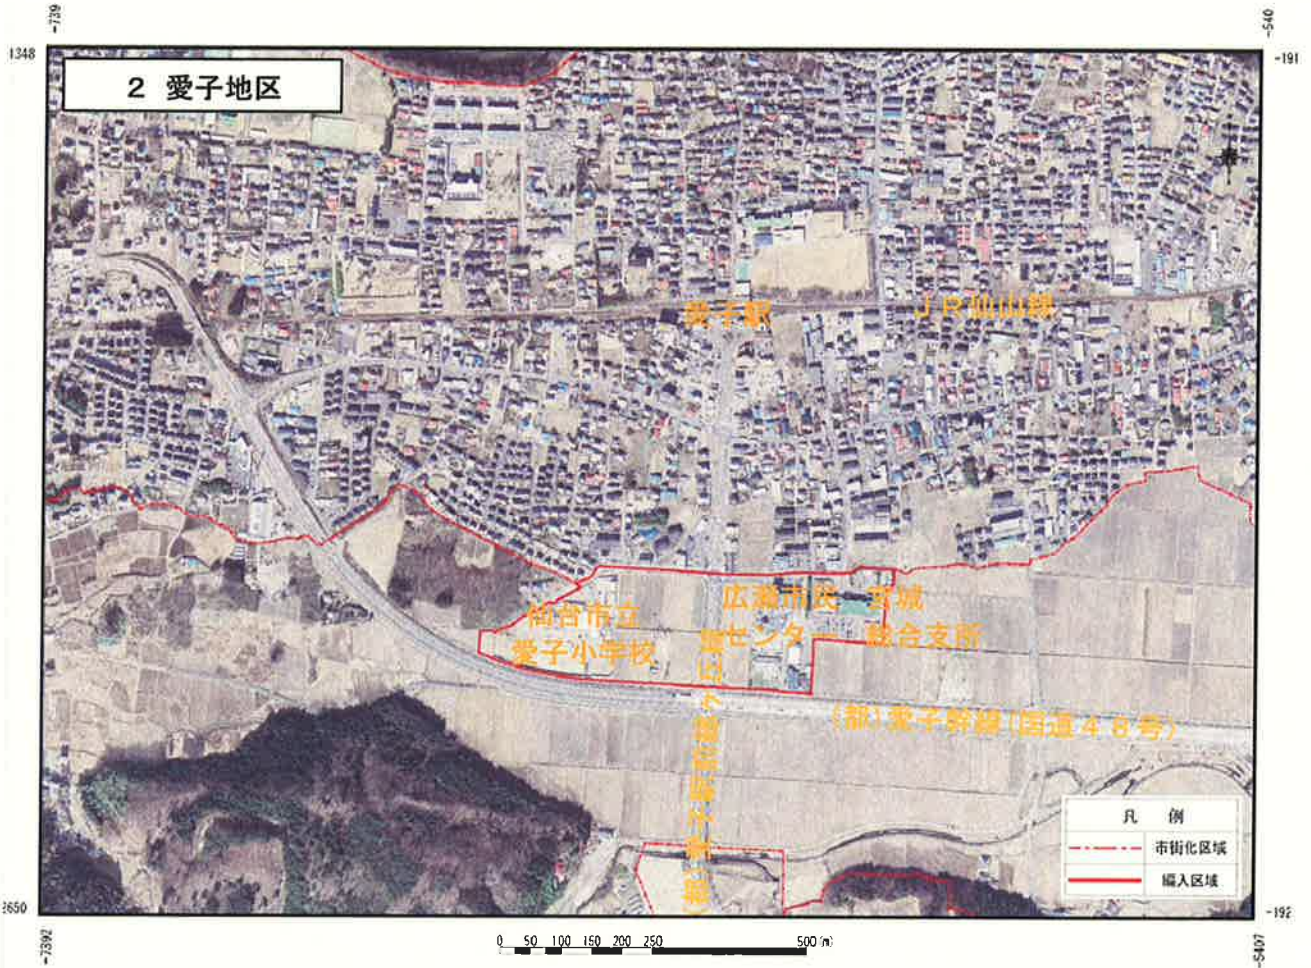 -739
-540
1348
-191
2 愛子地区
愛子駅
JR仙山線
仙台市立
愛子小学校
広瀬市民
センター
宮城
総合支所
(都)愛子幹線(国道48号)
凡 例
市街化区域
編入区域
2650
-192
-7392
0 50 100 150 200 250 500(m)
-5407